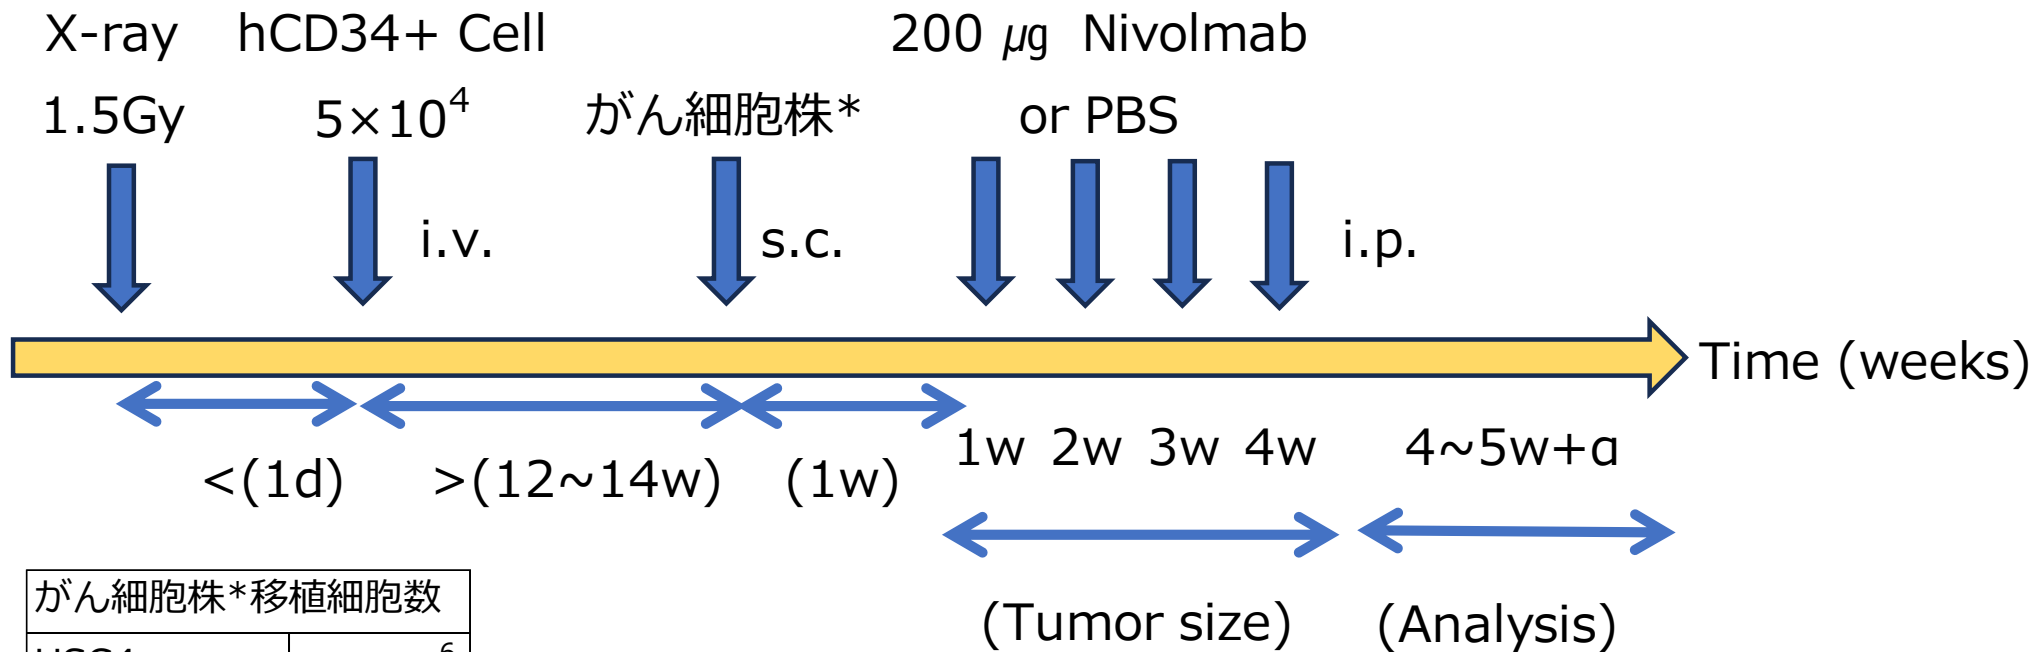 X-ray hCD34+ Cell 200 µg Nivolmab
1.5Gy 5×10⁴ がん細胞株* or PBS
i.v. s.c. i.p.
Time (weeks)
1w 2w 3w 4w 4~5w+α
<(1d) >(12~14w) (1w)
がん細胞株*移植細胞数
(Tumor size) (Analysis)
6